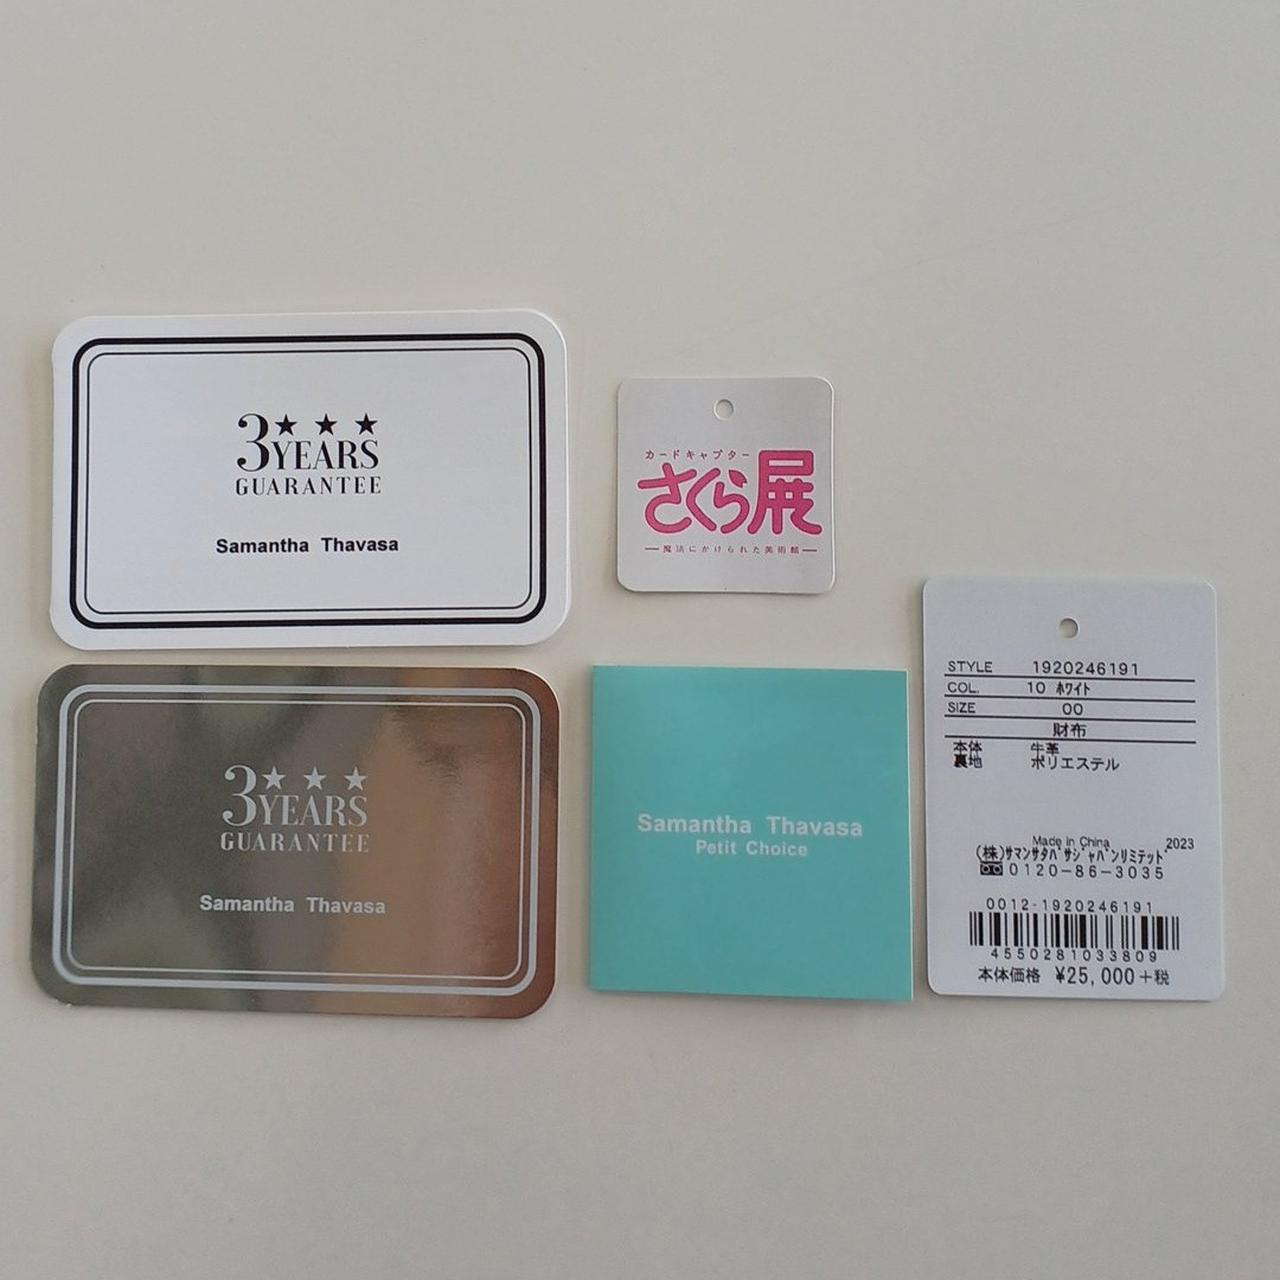 3 YEARS
GUARANTEE
Samantha Thavasa
カードキャプター
さくら展
魔法にかけられた美術館
3 YEARS
GUARANTEE
Samantha Thavasa
Samantha Thavasa
Petit Choice
STYLE 1920246191
COL. 10 ﾎﾜｲﾄ
SIZE 00
財布
本体 牛革
裏地 ポリエステル
Made in China 2023
(株)ｻﾏﾝｻﾀﾊﾞｻｼﾞｬﾊﾟﾝﾘﾐﾃｯﾄ
0120-86-3035
0012-1920246191
4550281033809
本体価格 ¥25,000+税